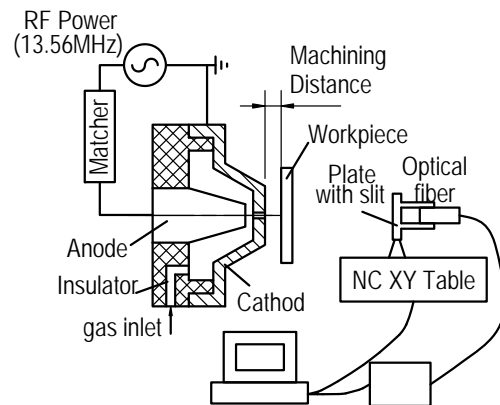 RF Power
(13.56MHz)
Matcher
Machining
Distance
Workpiece
Plate
with slit
Optical
fiber
Anode
Insulator
gas inlet
Cathod
NC XY Table